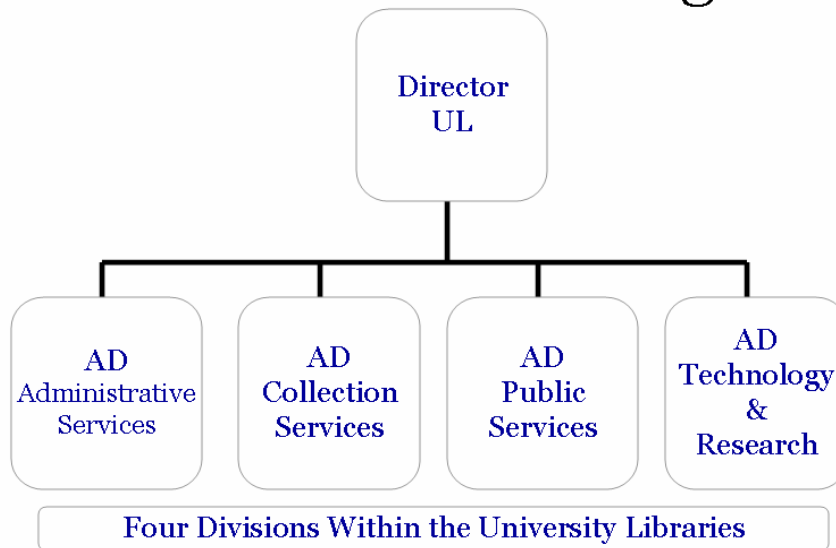 Director
UL
AD
Administrative
Services
AD
Collection
Services
AD
Public
Services
AD
Technology
&
Research
Four Divisions Within the University Libraries